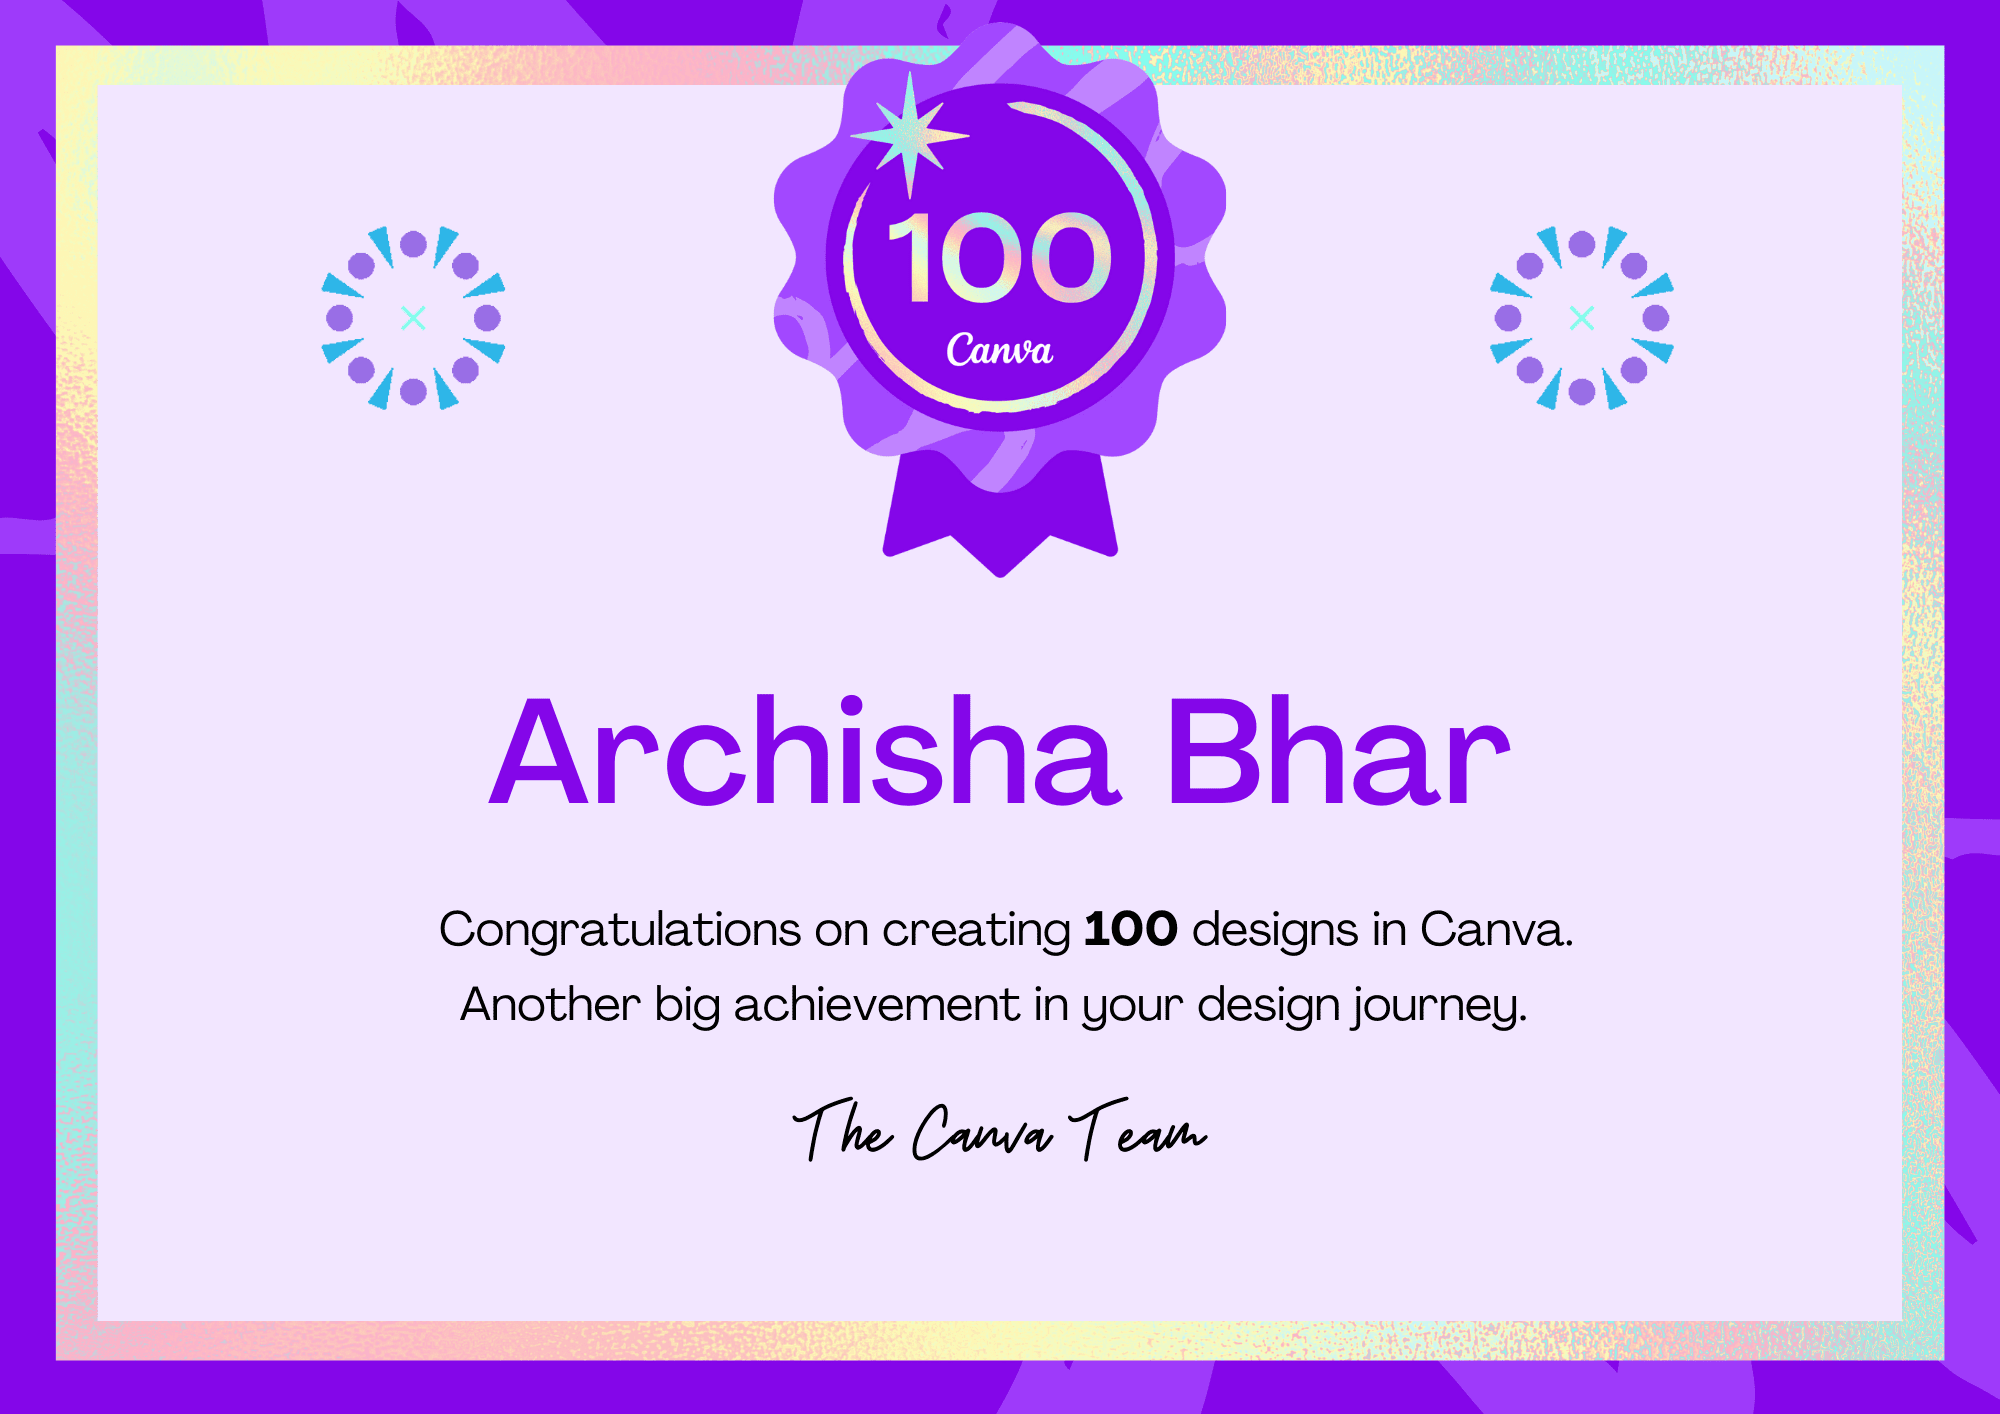 100
Canva
Archisha Bhar
Congratulations on creating 100 designs in Canva.
Another big achievement in your design journey.
The Canva Team